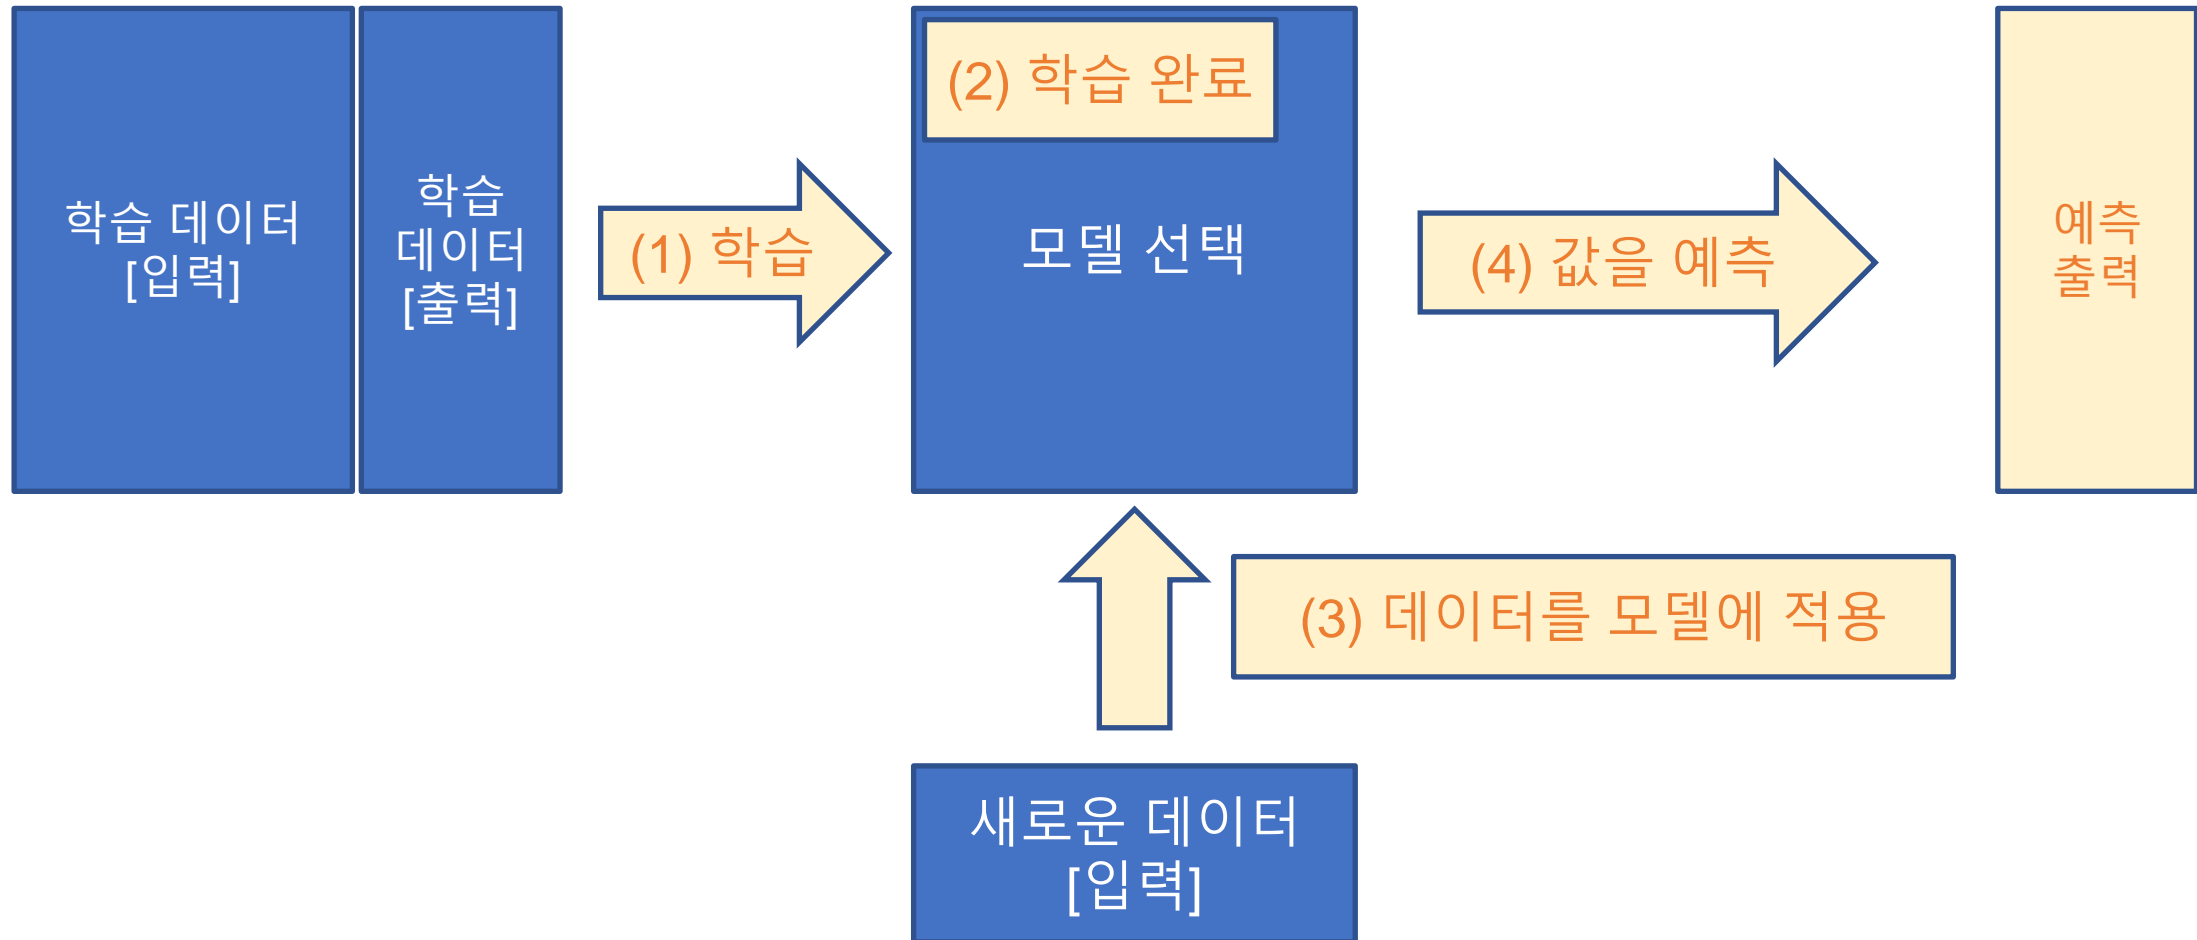 학습 데이터
[입력]
학습
데이터
[출력]
(1) 학습
(2) 학습 완료
모델 선택
(4) 값을 예측
예측
출력
(3) 데이터를 모델에 적용
새로운 데이터
[입력]